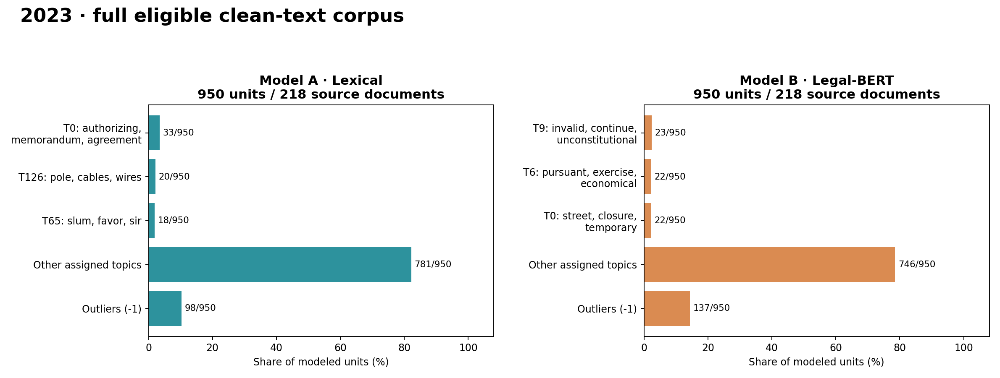 2023 · full eligible clean-text corpus
Model A · Lexical
950 units / 218 source documents
T0: authorizing,
memorandum, agreement
33/950
T126: pole, cables, wires
20/950
T65: slum, favor, sir
18/950
Other assigned topics
781/950
Outliers (-1)
98/950
0 20 40 60 80 100
Share of modeled units (%)
Model B · Legal-BERT
950 units / 218 source documents
T9: invalid, continue,
unconstitutional
23/950
T6: pursuant, exercise,
economical
22/950
T0: street, closure,
temporary
22/950
Other assigned topics
746/950
Outliers (-1)
137/950
0 20 40 60 80 100
Share of modeled units (%)